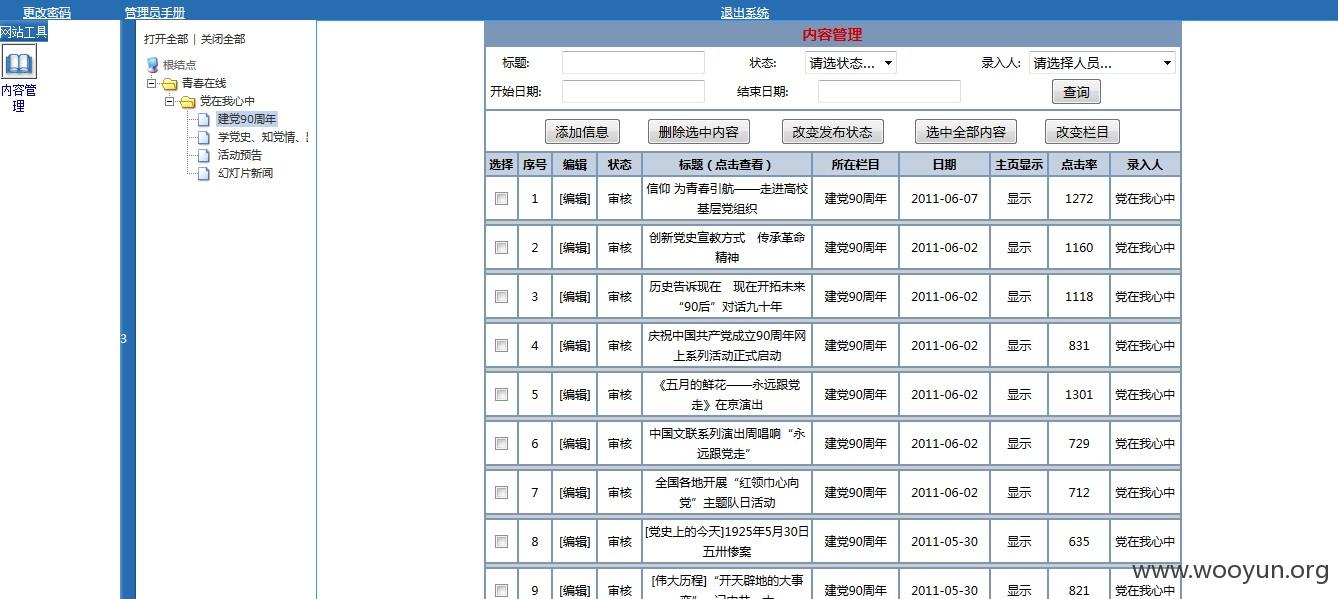 更改密码 管理员手册 退出系统
网站工具
内容管
理
打开全部 | 关闭全部
根结点
青春在线
党在我心中
建党90周年
学党史、知党情、
活动预告
幻灯片新闻
3
内容管理
标题: 状态: 请选状态... 录入人: 请选择人员...
开始日期: 结束日期: 查询
添加信息 删除选中内容 改变发布状态 选中全部内容 改变栏目
选择 序号 编辑 状态 标题（点击查看） 所在栏目 日期 主页显示 点击率 录入人
1 [编辑] 审核 信仰 为青春引航——走进高校 建党90周年 2011-06-07 显示 1272 党在我心中
基层党组织
2 [编辑] 审核 创新党史宣教方式 传承革命 建党90周年 2011-06-02 显示 1160 党在我心中
精神
3 [编辑] 审核 历史告诉现在 现在开拓未来 建党90周年 2011-06-02 显示 1118 党在我心中
“90后”对话九十年
4 [编辑] 审核 庆祝中国共产党成立90周年网 建党90周年 2011-06-02 显示 831 党在我心中
上系列活动正式启动
5 [编辑] 审核 《五月的鲜花——永远跟党 建党90周年 2011-06-02 显示 1301 党在我心中
走》在京演出
6 [编辑] 审核 中国文联系列演出周唱响“永 建党90周年 2011-06-02 显示 729 党在我心中
远跟党走”
7 [编辑] 审核 全国各地开展“红领巾心向 建党90周年 2011-06-02 显示 712 党在我心中
党”主题队日活动
8 [编辑] 审核 [党史上的今天]1925年5月30日 建党90周年 2011-05-30 显示 635 党在我心中
五卅惨案
9 [编辑] 审核 [伟大历程]“开天辟地的大事 建党90周年 2011-05-30 显示 821 党在我心中
www.wooyun.org